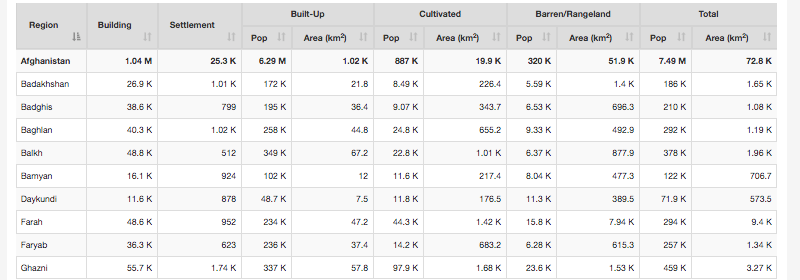 Region Building Settlement Built-Up Cultivated Barren/Rangeland Total
Pop Area (km²) Pop Area (km²) Pop Area (km²) Pop Area (km²)
Afghanistan 1.04 M 25.3 K 6.29 M 1.02 K 887 K 19.9 K 320 K 51.9 K 7.49 M 72.8 K
Badakhshan 26.9 K 1.01 K 172 K 21.8 8.49 K 226.4 5.59 K 1.4 K 186 K 1.65 K
Badghis 38.6 K 799 195 K 36.4 9.07 K 343.7 6.53 K 696.3 210 K 1.08 K
Baghlan 40.3 K 1.02 K 258 K 44.8 24.8 K 655.2 9.33 K 492.9 292 K 1.19 K
Balkh 48.8 K 512 349 K 67.2 22.8 K 1.01 K 6.37 K 877.9 378 K 1.96 K
Bamyan 16.1 K 924 102 K 12 11.6 K 217.4 8.04 K 477.3 122 K 706.7
Daykundi 11.6 K 878 48.7 K 7.5 11.8 K 176.5 11.3 K 389.5 71.9 K 573.5
Farah 48.6 K 952 234 K 47.2 44.3 K 1.42 K 15.8 K 7.94 K 294 K 9.4 K
Faryab 36.3 K 623 236 K 37.4 14.2 K 683.2 6.28 K 615.3 257 K 1.34 K
Ghazni 55.7 K 1.74 K 337 K 57.8 97.9 K 1.68 K 23.6 K 1.53 K 459 K 3.27 K